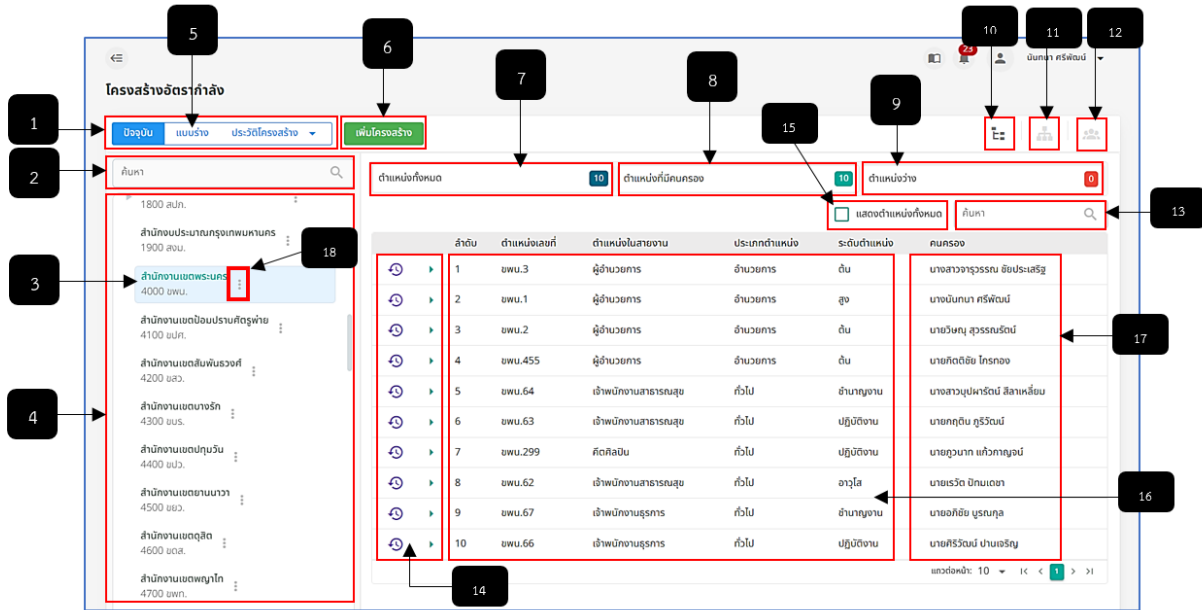 5
6
7
8
9
10
11
12
23
นันทนา ศรีพัฒน์
โครงสร้างอัตรากำลัง
1
ปัจจุบัน แบบร่าง ประวัติโครงสร้าง เพิ่มโครงสร้าง
15
2
ค้นหา
ตำแหน่งทั้งหมด 10 ตำแหน่งที่มีคนครอง 10 ตำแหน่งว่าง 0
แสดงตำแหน่งทั้งหมด ค้นหา
13
1800 สปภ.
สำนักงบประมาณกรุงเทพมหานคร
1900 สงม.
18
3
สำนักงานเขตพระนคร
4000 ขพน.
สำนักงานเขตป้อมปราบศัตรูพ่าย
4100 ขปศ.
สำนักงานเขตสัมพันธวงศ์
4200 ขสว.
4
สำนักงานเขตบางรัก
4300 ขบร.
สำนักงานเขตปทุมวัน
4400 ขปว.
สำนักงานเขตยานนาวา
4500 ขยว.
สำนักงานเขตดุสิต
4600 ขดส.
สำนักงานเขตพญาไท
4700 ขพท.
ลำดับ ตำแหน่งเลขที่ ตำแหน่งในสายงาน ประเภทตำแหน่ง ระดับตำแหน่ง คนครอง
1 ขพน.3 ผู้อำนวยการ อำนวยการ ต้น นางสาวจารุวรรณ ชัยประเสริฐ
2 ขพน.1 ผู้อำนวยการ อำนวยการ สูง นางนันทนา ศรีพัฒน์
3 ขพน.2 ผู้อำนวยการ อำนวยการ ต้น นายวิษณุ สุวรรณรัตน์
17
4 ขพน.455 ผู้อำนวยการ อำนวยการ ต้น นายกิตติชัย ไกรทอง
5 ขพน.64 เจ้าพนักงานสาธารณสุข ทั่วไป ชำนาญงาน นางสาวบุปผารัตน์ สีลาเหลี่ยม
6 ขพน.63 เจ้าพนักงานสาธารณสุข ทั่วไป ปฏิบัติงาน นายกฤติน ภูริวัฒน์
7 ขพน.299 คีตศิลปิน ทั่วไป ปฏิบัติงาน นายภูวนาท แก้วกาญจน์
8 ขพน.62 เจ้าพนักงานสาธารณสุข ทั่วไป อาวุโส นายเรวัต ปัทมเดชา
16
9 ขพน.67 เจ้าพนักงานธุรการ ทั่วไป ชำนาญงาน นายอภิชัย บูรณกุล
10 ขพน.66 เจ้าพนักงานธุรการ ทั่วไป ปฏิบัติงาน นายศิริวัฒน์ ปานเจริญ
แถวต่อหน้า: 10 1
14